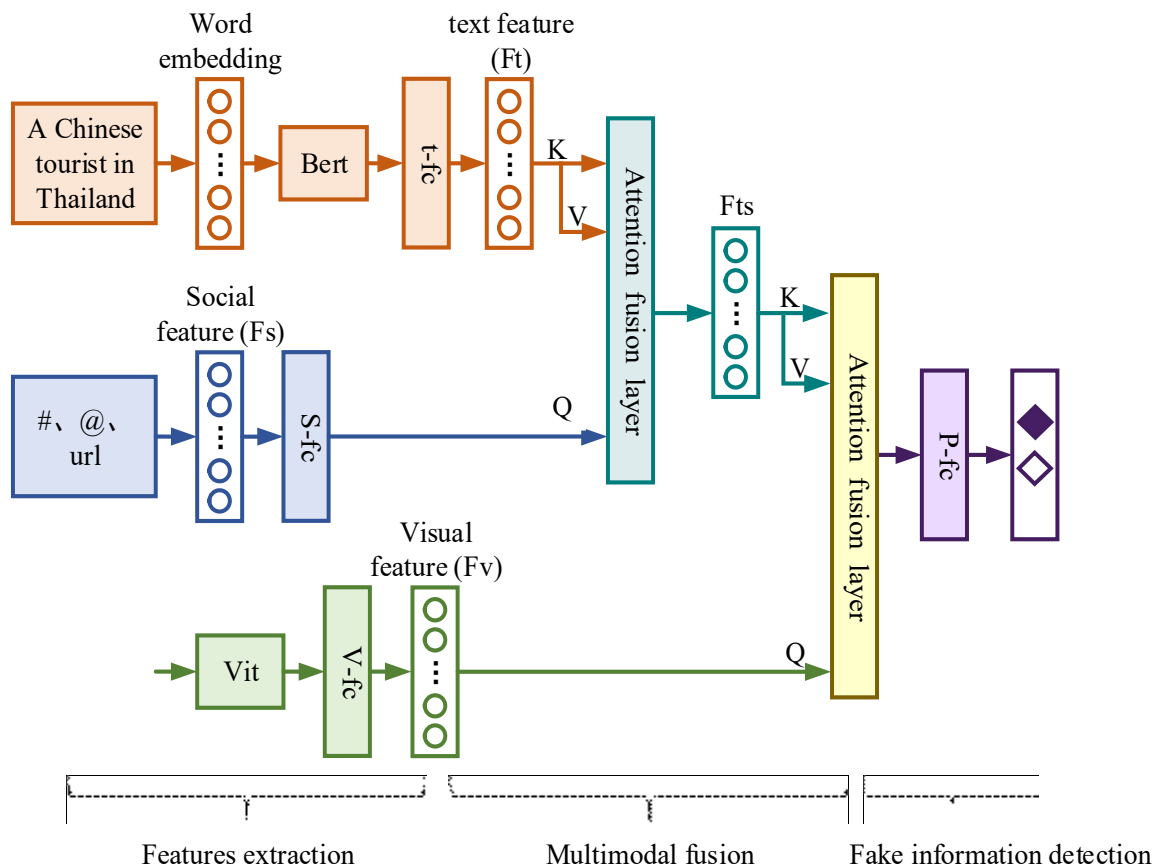 Word
embedding
text feature
(Ft)
A Chinese
tourist in
Thailand
Bert
t-fc
K
V
Attention fusion layer
Fts
Social
feature (Fs)
#、@、
url
S-fc
Q
K
V
Attention fusion layer
P-fc
Visual
feature (Fv)
Vit
V-fc
Q
Features extraction
Multimodal fusion
Fake information detection